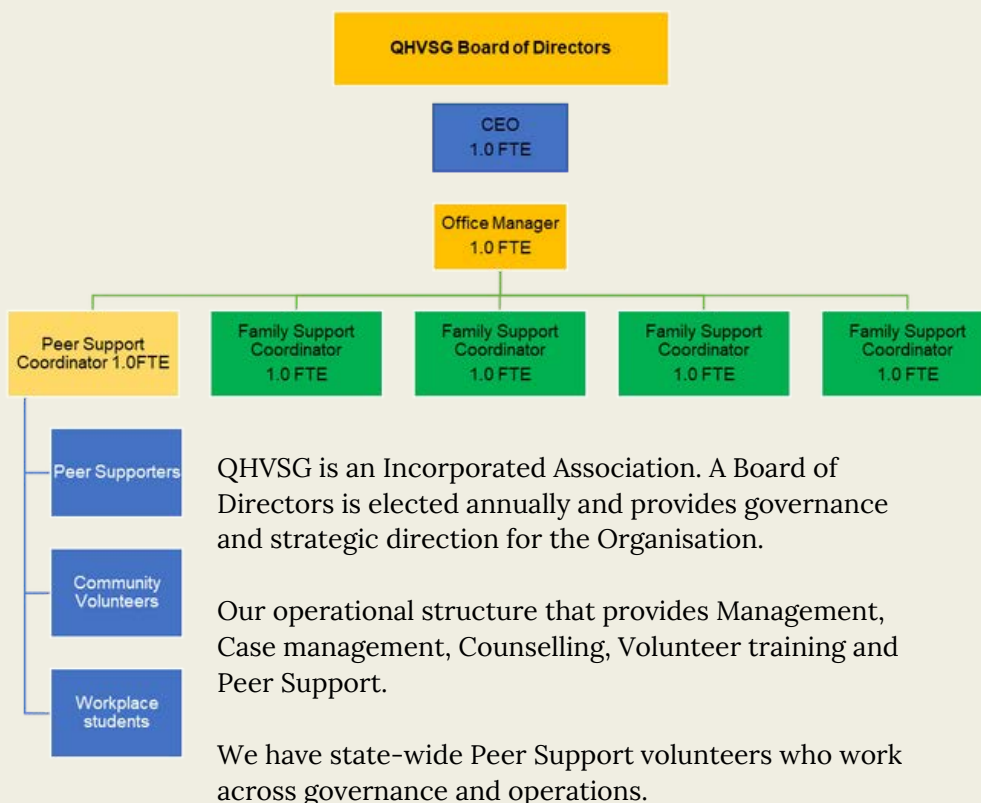 QHVSG Board of Directors
CEO
1.0 FTE
Office Manager
1.0 FTE
Peer Support
Coordinator 1.0FTE
Family Support
Coordinator
1.0 FTE
Family Support
Coordinator
1.0 FTE
Family Support
Coordinator
1.0 FTE
Family Support
Coordinator
1.0 FTE
Peer Supporters
Community
Volunteers
Workplace
students
QHVSG is an Incorporated Association. A Board of
Directors is elected annually and provides governance
and strategic direction for the Organisation.
Our operational structure that provides Management,
Case management, Counselling, Volunteer training and
Peer Support.
We have state-wide Peer Support volunteers who work
across governance and operations.